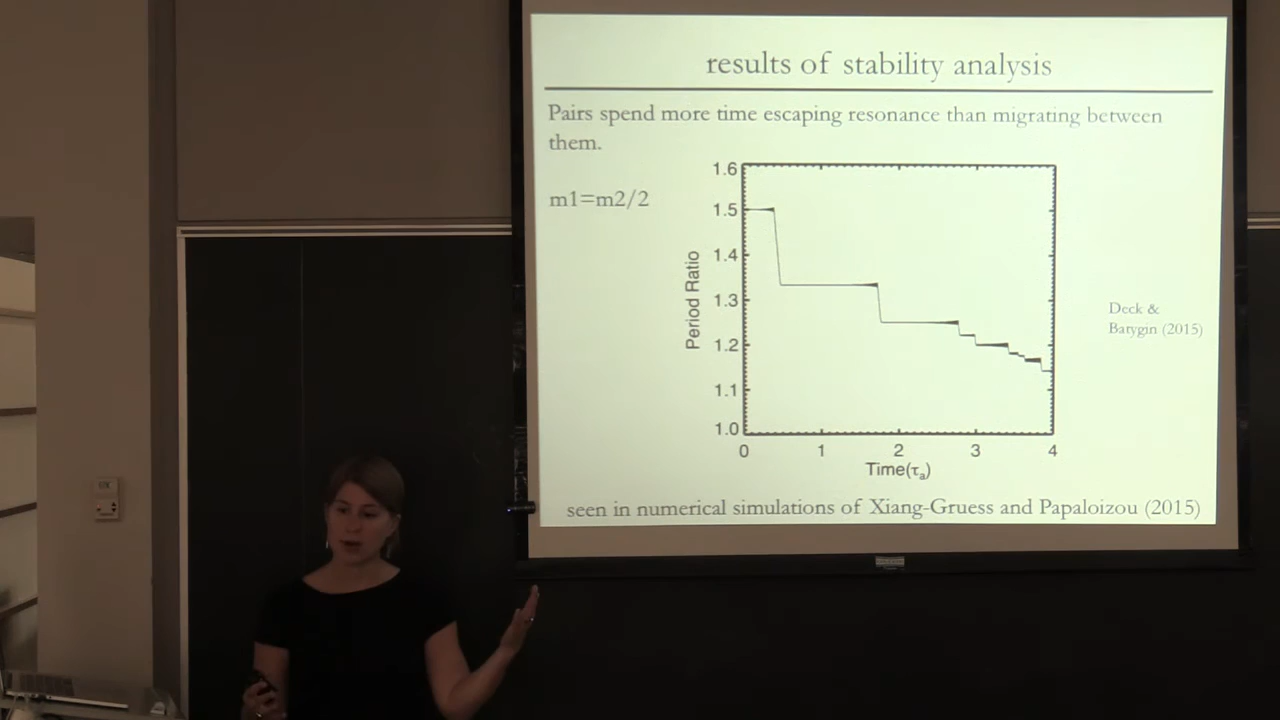 results of stability analysis
Pairs spend more time escaping resonance than migrating between
them.
m1=m2/2
1.6
1.5
1.4
1.3
1.2
1.1
1.0
Period Ratio
0 1 2 3 4
Time(τa)
Deck &
Batygin (2015)
seen in numerical simulations of Xiang-Gruess and Papaloizou (2015)